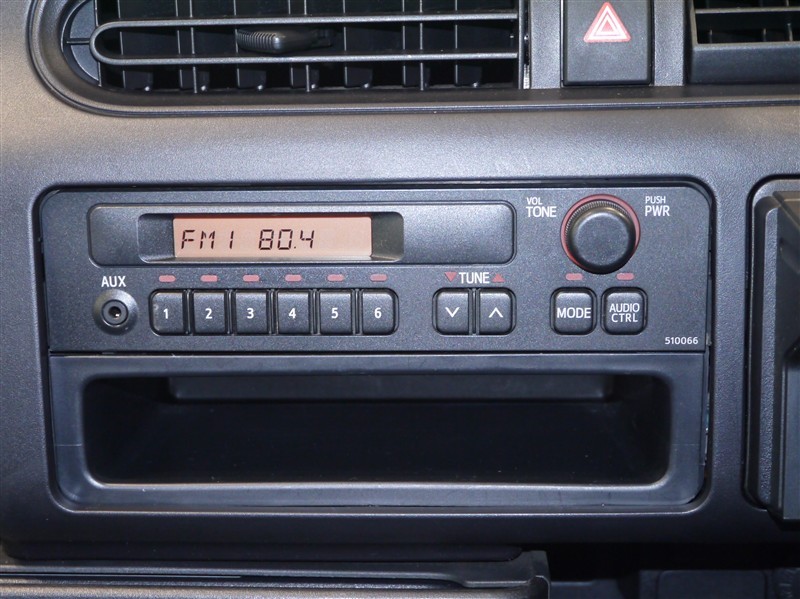 FM1 80.4
VOL
TONE
PUSH
PWR
AUX
1 2 3 4 5 6
TUNE
MODE
AUDIO
CTRL
510066